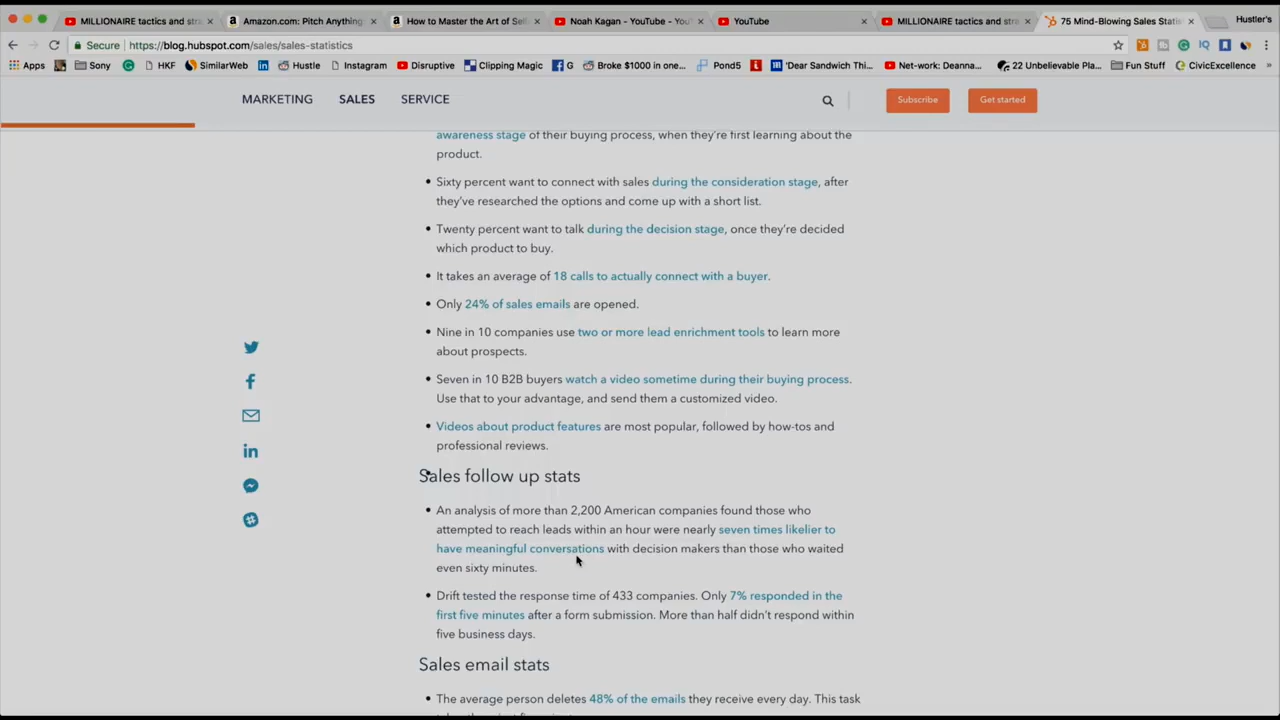 MILLIONAIRE tactics and stra
Amazon.com: Pitch Anything:
How to Master the Art of Sell
Noah Kagan - YouTube - You
YouTube
MILLIONAIRE tactics and stra
75 Mind-Blowing Sales Statis
Hustler's
Secure
https://blog.hubspot.com/sales/sales-statistics
Apps
Sony
HKF
SimilarWeb
Hustle
Instagram
Disruptive
Clipping Magic
G
Broke $1000 in one...
Pond5
'Dear Sandwich Thi...
Net-work: Deanna...
22 Unbelievable Pla...
Fun Stuff
CivicExcellence
»
MARKETING
SALES
SERVICE
Subscribe
Get started
awareness stage of their buying process, when they're first learning about the
product.
• Sixty percent want to connect with sales during the consideration stage, after
they've researched the options and come up with a short list.
• Twenty percent want to talk during the decision stage, once they're decided
which product to buy.
• It takes an average of 18 calls to actually connect with a buyer.
• Only 24% of sales emails are opened.
• Nine in 10 companies use two or more lead enrichment tools to learn more
about prospects.
• Seven in 10 B2B buyers watch a video sometime during their buying process.
Use that to your advantage, and send them a customized video.
• Videos about product features are most popular, followed by how-tos and
professional reviews.
Sales follow up stats
• An analysis of more than 2,200 American companies found those who
attempted to reach leads within an hour were nearly seven times likelier to
have meaningful conversations with decision makers than those who waited
even sixty minutes.
• Drift tested the response time of 433 companies. Only 7% responded in the
first five minutes after a form submission. More than half didn't respond within
five business days.
Sales email stats
• The average person deletes 48% of the emails they receive every day. This task